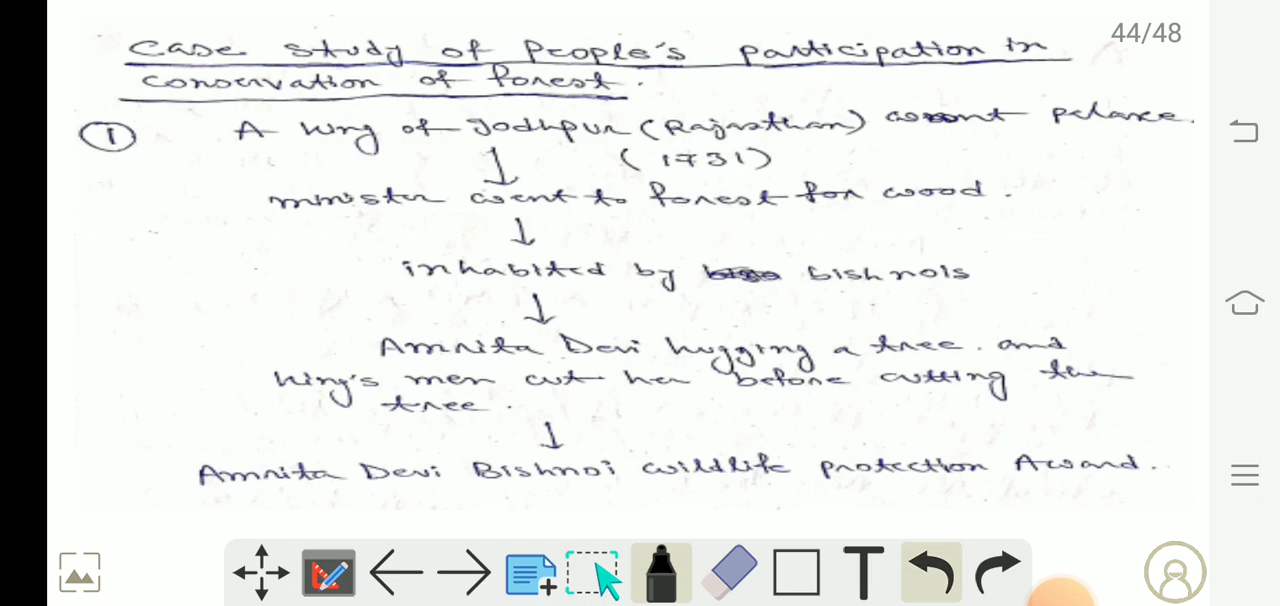 44/48
Case study of People's participation in
conservation of forest.
① A king of Jodhpur (Rajasthan) want palace.
(1731)
minister went to forest for wood.
inhabited by bishnois
Amrita Devi hugging a tree. and
king's men cut her before cutting the
tree.
Amrita Devi Bishnoi wildlife protection Award.
T